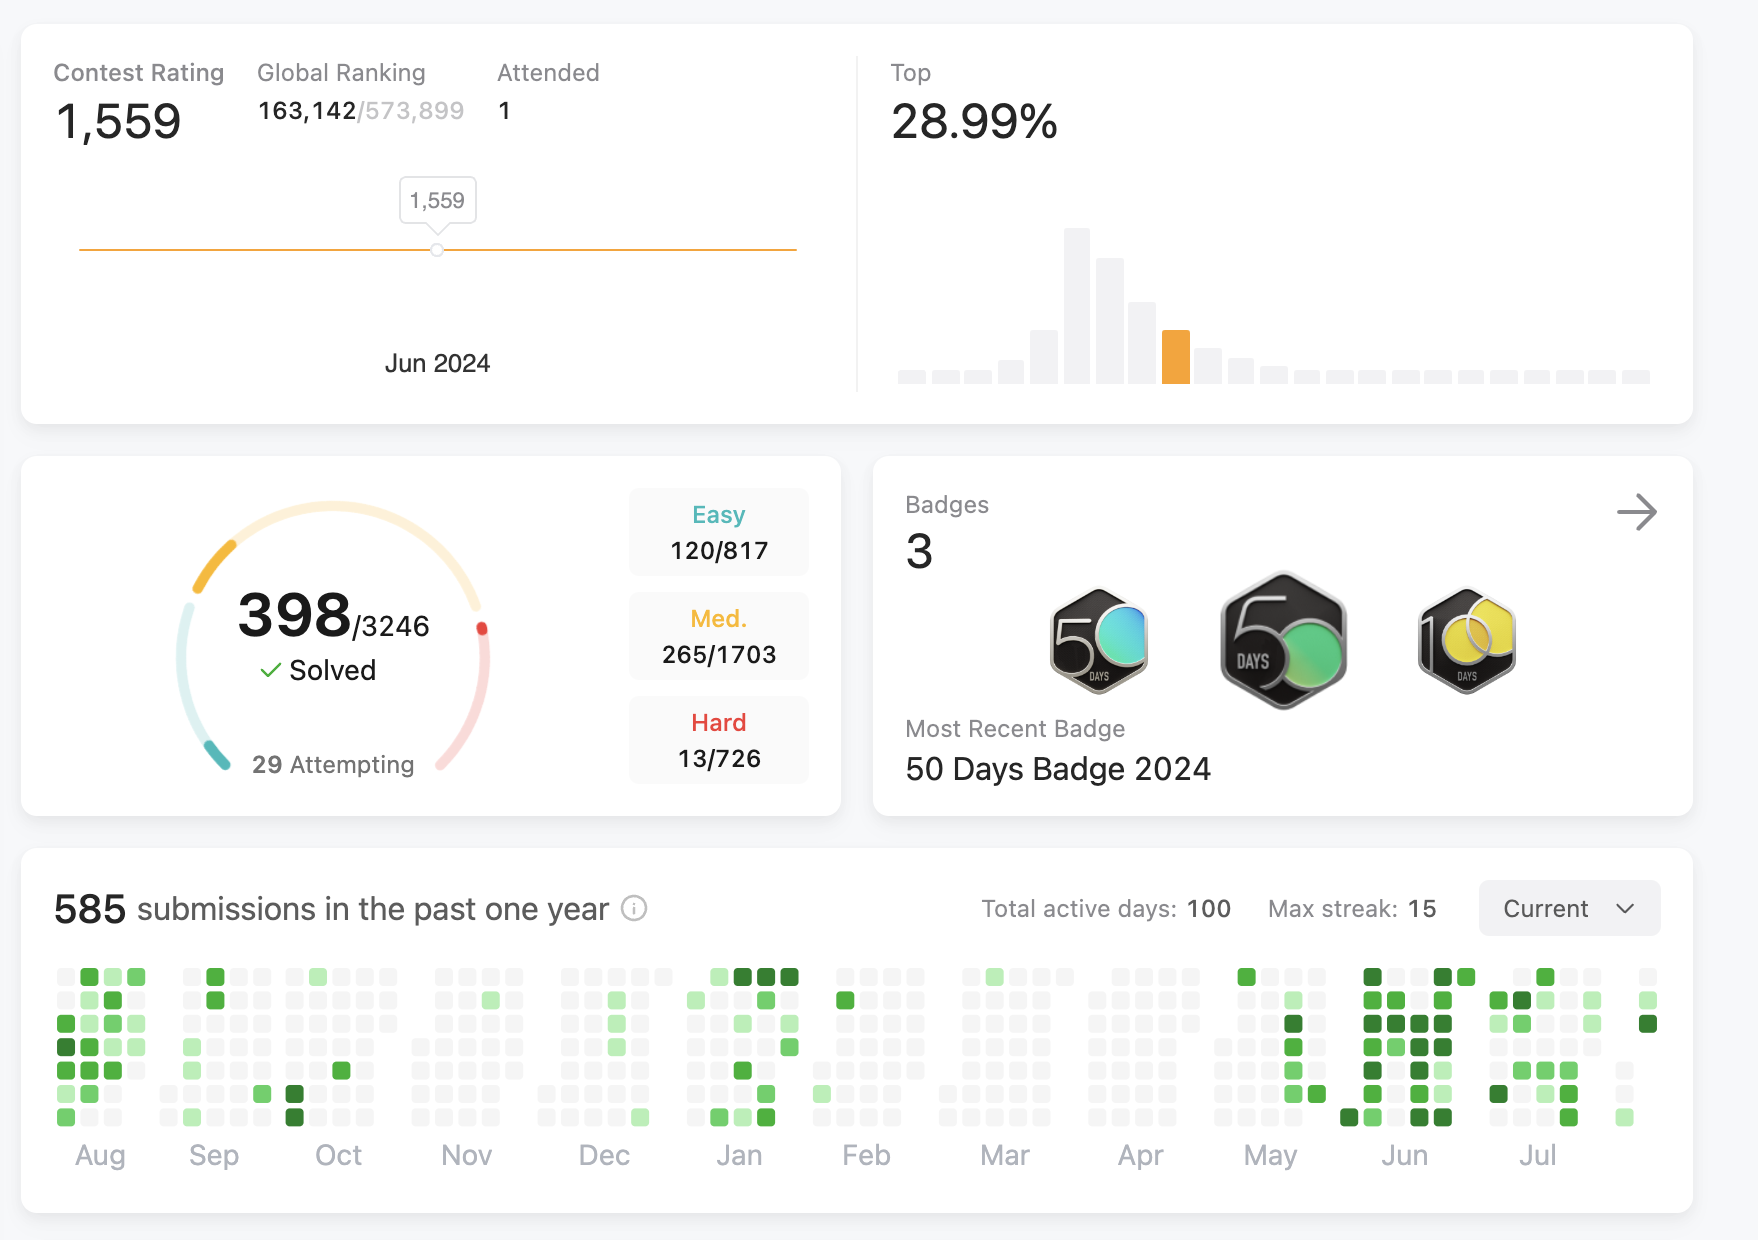 Contest Rating
1,559
Global Ranking
163,142/573,899
Attended
1
1,559
Jun 2024
Top
28.99%
398/3246
Solved
29 Attempting
Easy
120/817
Med.
265/1703
Hard
13/726
Badges
3
50
DAYS
50
DAYS
100
DAYS
Most Recent Badge
50 Days Badge 2024
585 submissions in the past one year
Total active days: 100
Max streak: 15
Current
Aug Sep Oct Nov Dec Jan Feb Mar Apr May Jun Jul